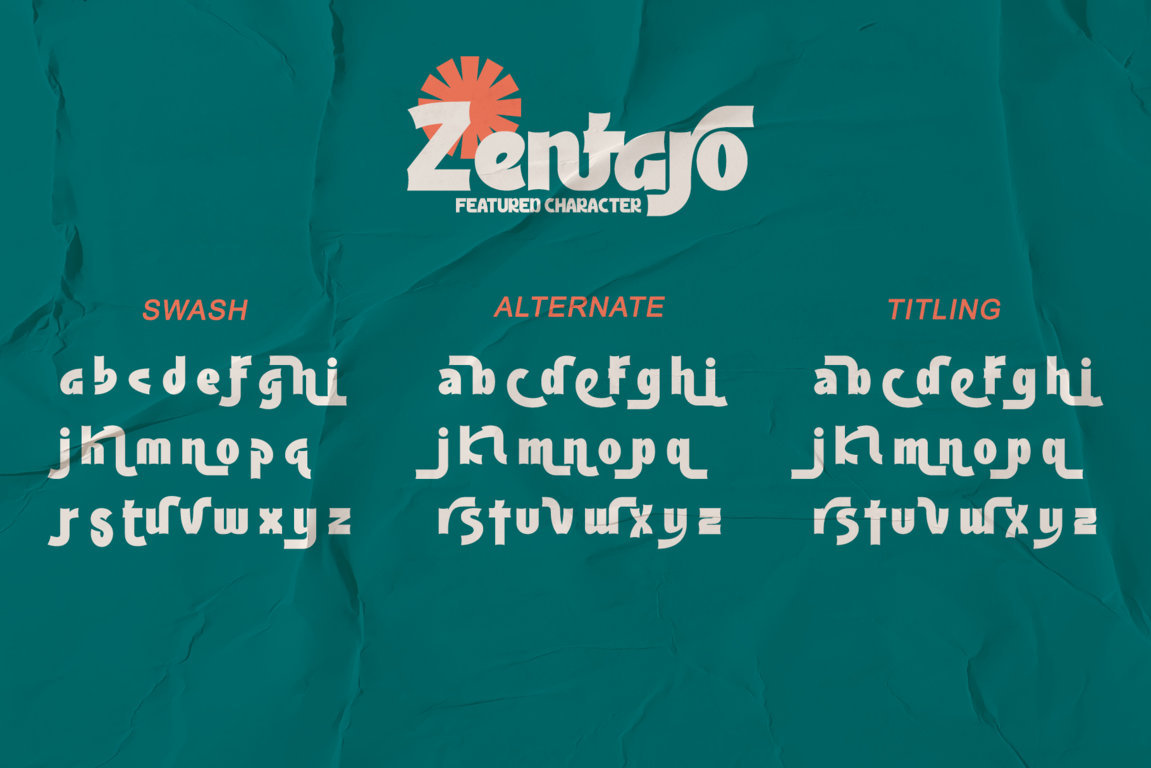 Zentaro
FEATURED CHARACTER
SWASH
abcdefghi
jklmnopq
rstuvwxyz
ALTERNATE
abcdefghi
jklmnopq
rstuvwxyz
TITLING
abcdefghi
jklmnopq
rstuvwxyz